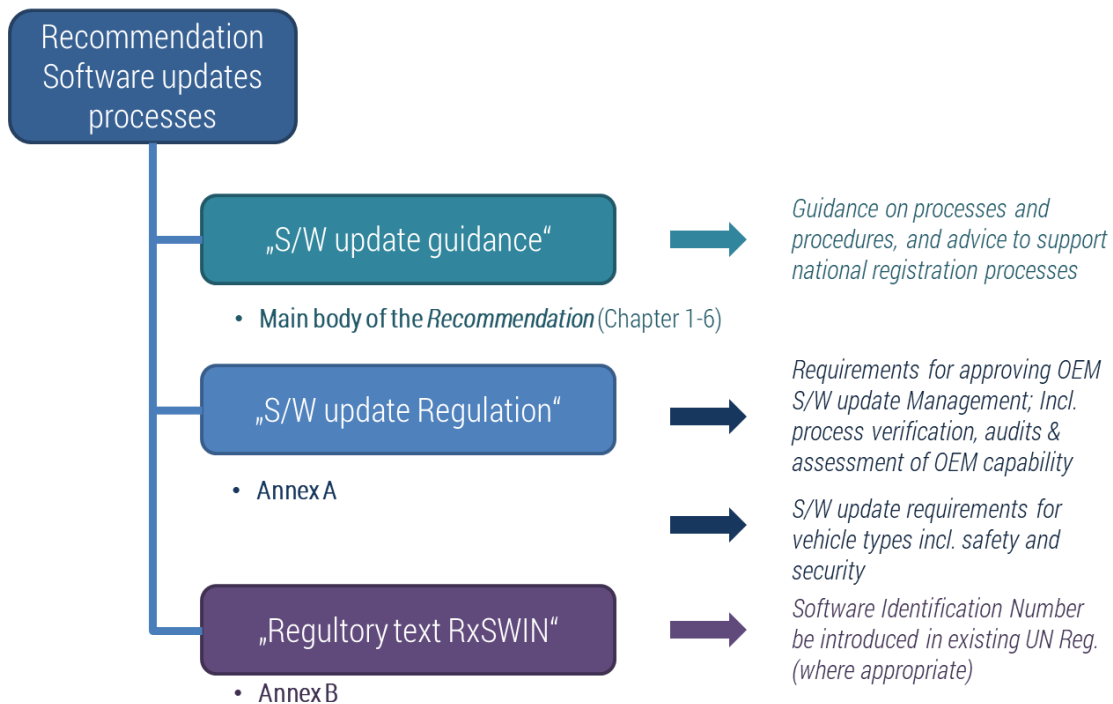 Recommendation
Software updates
processes
„S/W update guidance“
Guidance on processes and
procedures, and advice to support
national registration processes
• Main body of the Recommendation (Chapter 1-6)
„S/W update Regulation“
Requirements for approving OEM
S/W update Management; Incl.
process verification, audits &
assessment of OEM capability
• Annex A
S/W update requirements for
vehicle types incl. safety and
security
„Regultory text RxSWIN“
Software Identification Number
be introduced in existing UN Reg.
(where appropriate)
• Annex B